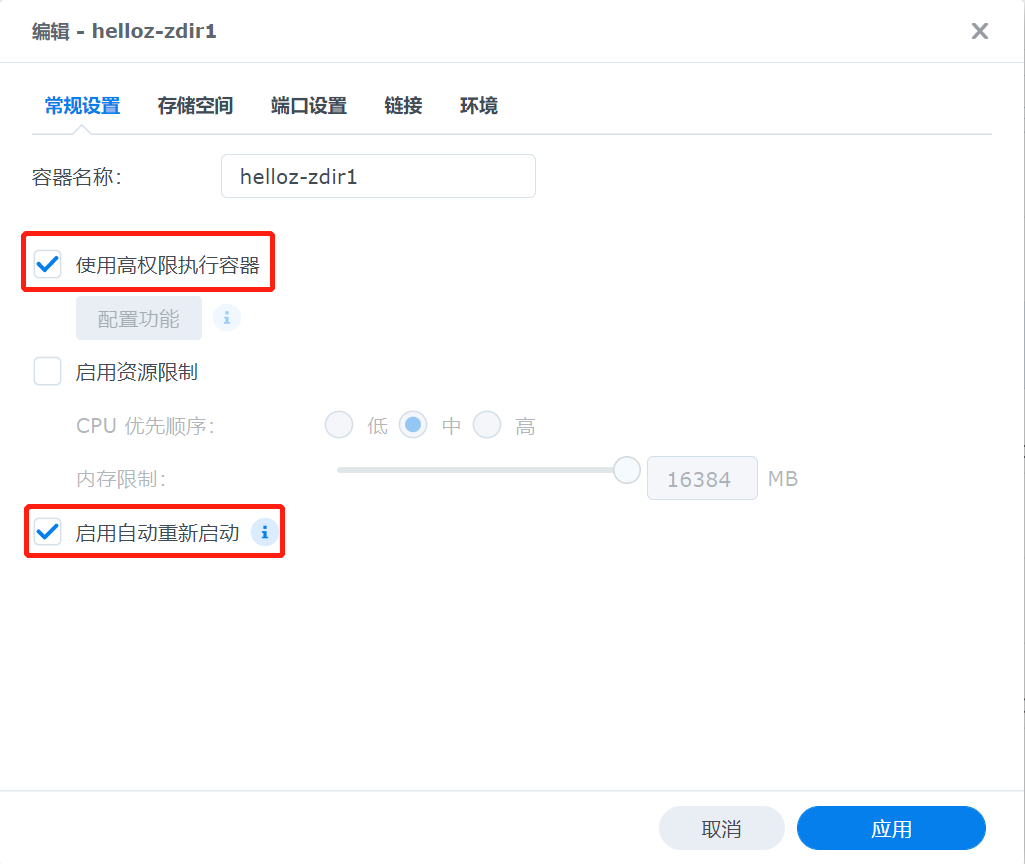 编辑 - helloz-zdir1
常规设置 存储空间 端口设置 链接 环境
容器名称: helloz-zdir1
使用高权限执行容器
配置功能 i
启用资源限制
CPU 优先顺序: 低 中 高
内存限制: 16384 MB
启用自动重新启动 i
取消 应用